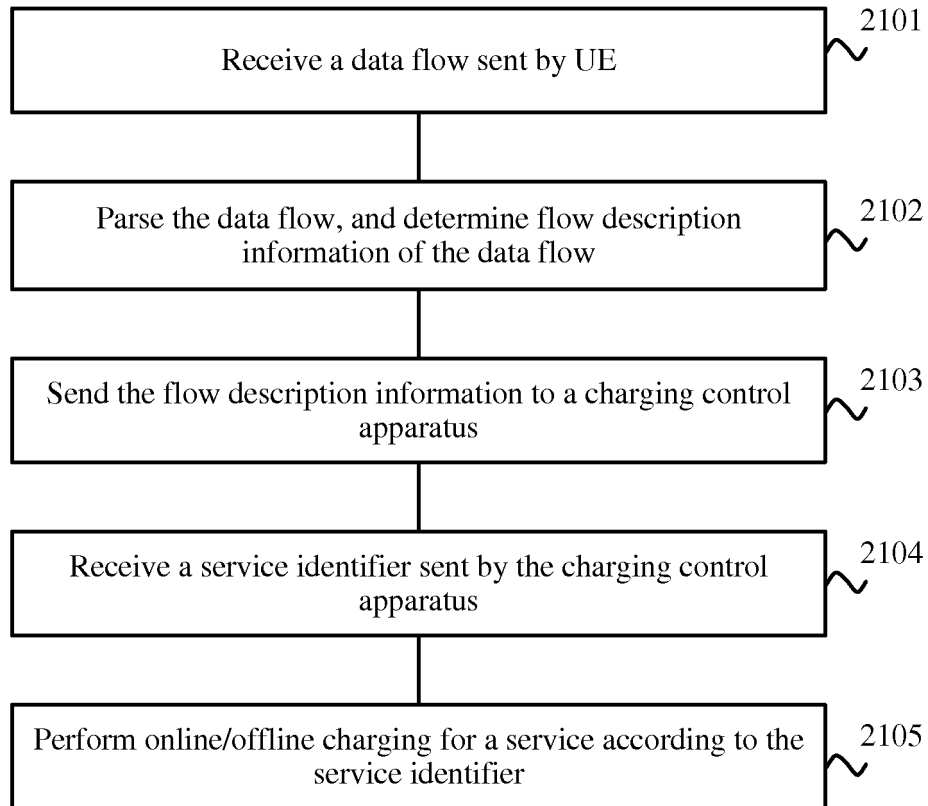 2101
Receive a data flow sent by UE
2102
Parse the data flow, and determine flow description
information of the data flow
2103
Send the flow description information to a charging control
apparatus
2104
Receive a service identifier sent by the charging control
apparatus
2105
Perform online/offline charging for a service according to the
service identifier